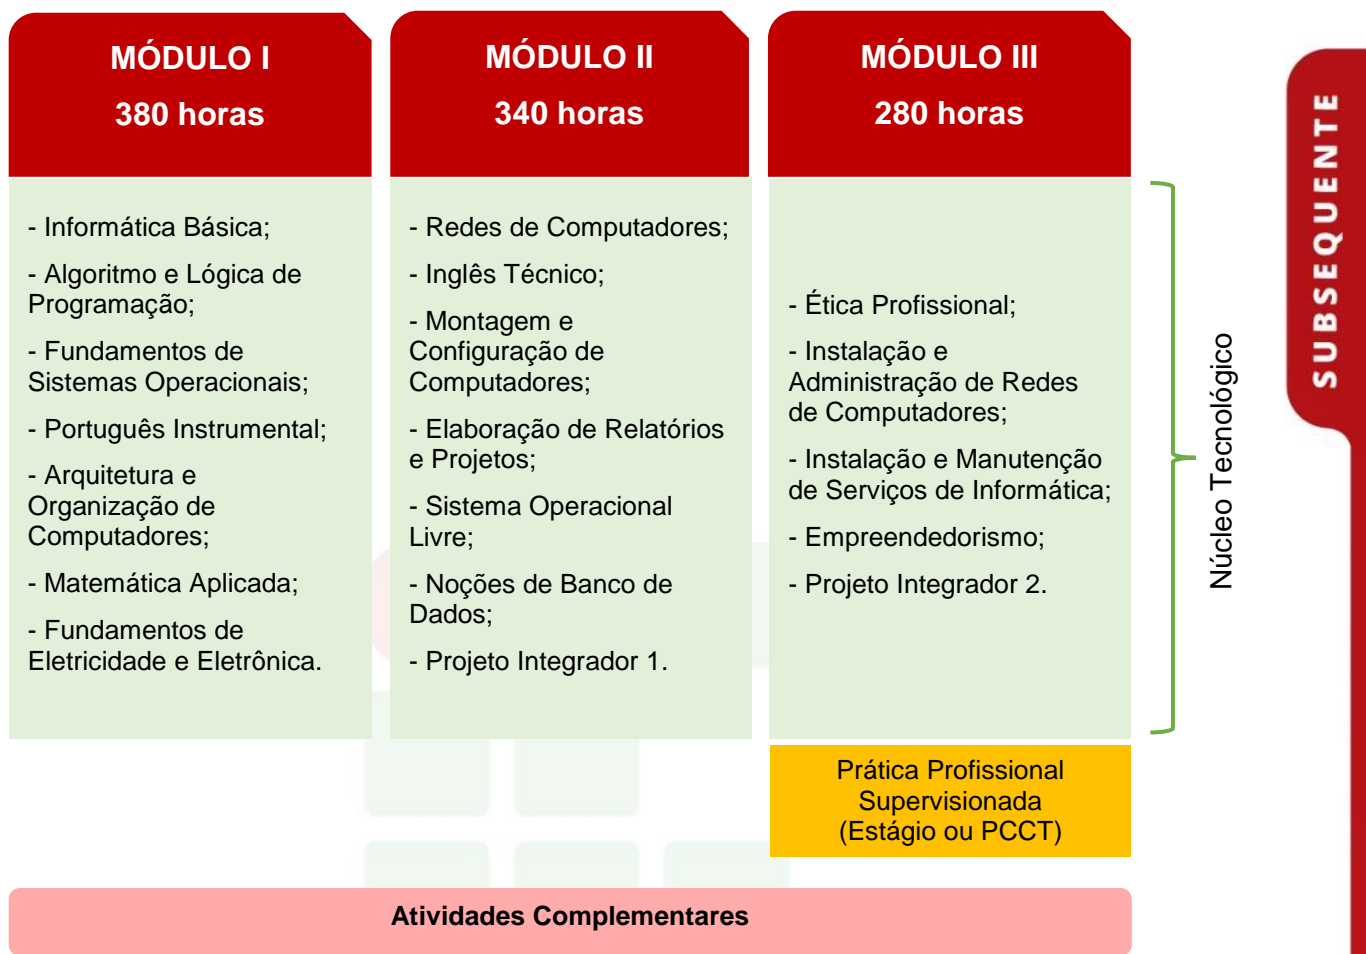 MÓDULO I
380 horas
- Informática Básica;
- Algoritmo e Lógica de
Programação;
- Fundamentos de
Sistemas Operacionais;
- Português Instrumental;
- Arquitetura e
Organização de
Computadores;
- Matemática Aplicada;
- Fundamentos de
Eletricidade e Eletrônica.
MÓDULO II
340 horas
- Redes de Computadores;
- Inglês Técnico;
- Montagem e
Configuração de
Computadores;
- Elaboração de Relatórios
e Projetos;
- Sistema Operacional
Livre;
- Noções de Banco de
Dados;
- Projeto Integrador 1.
MÓDULO III
280 horas
- Ética Profissional;
- Instalação e
Administração de Redes
de Computadores;
- Instalação e Manutenção
de Serviços de Informática;
- Empreendedorismo;
- Projeto Integrador 2.
Prática Profissional
Supervisionada
(Estágio ou PCCT)
Atividades Complementares
Núcleo Tecnológico
SUBSEQUENTE